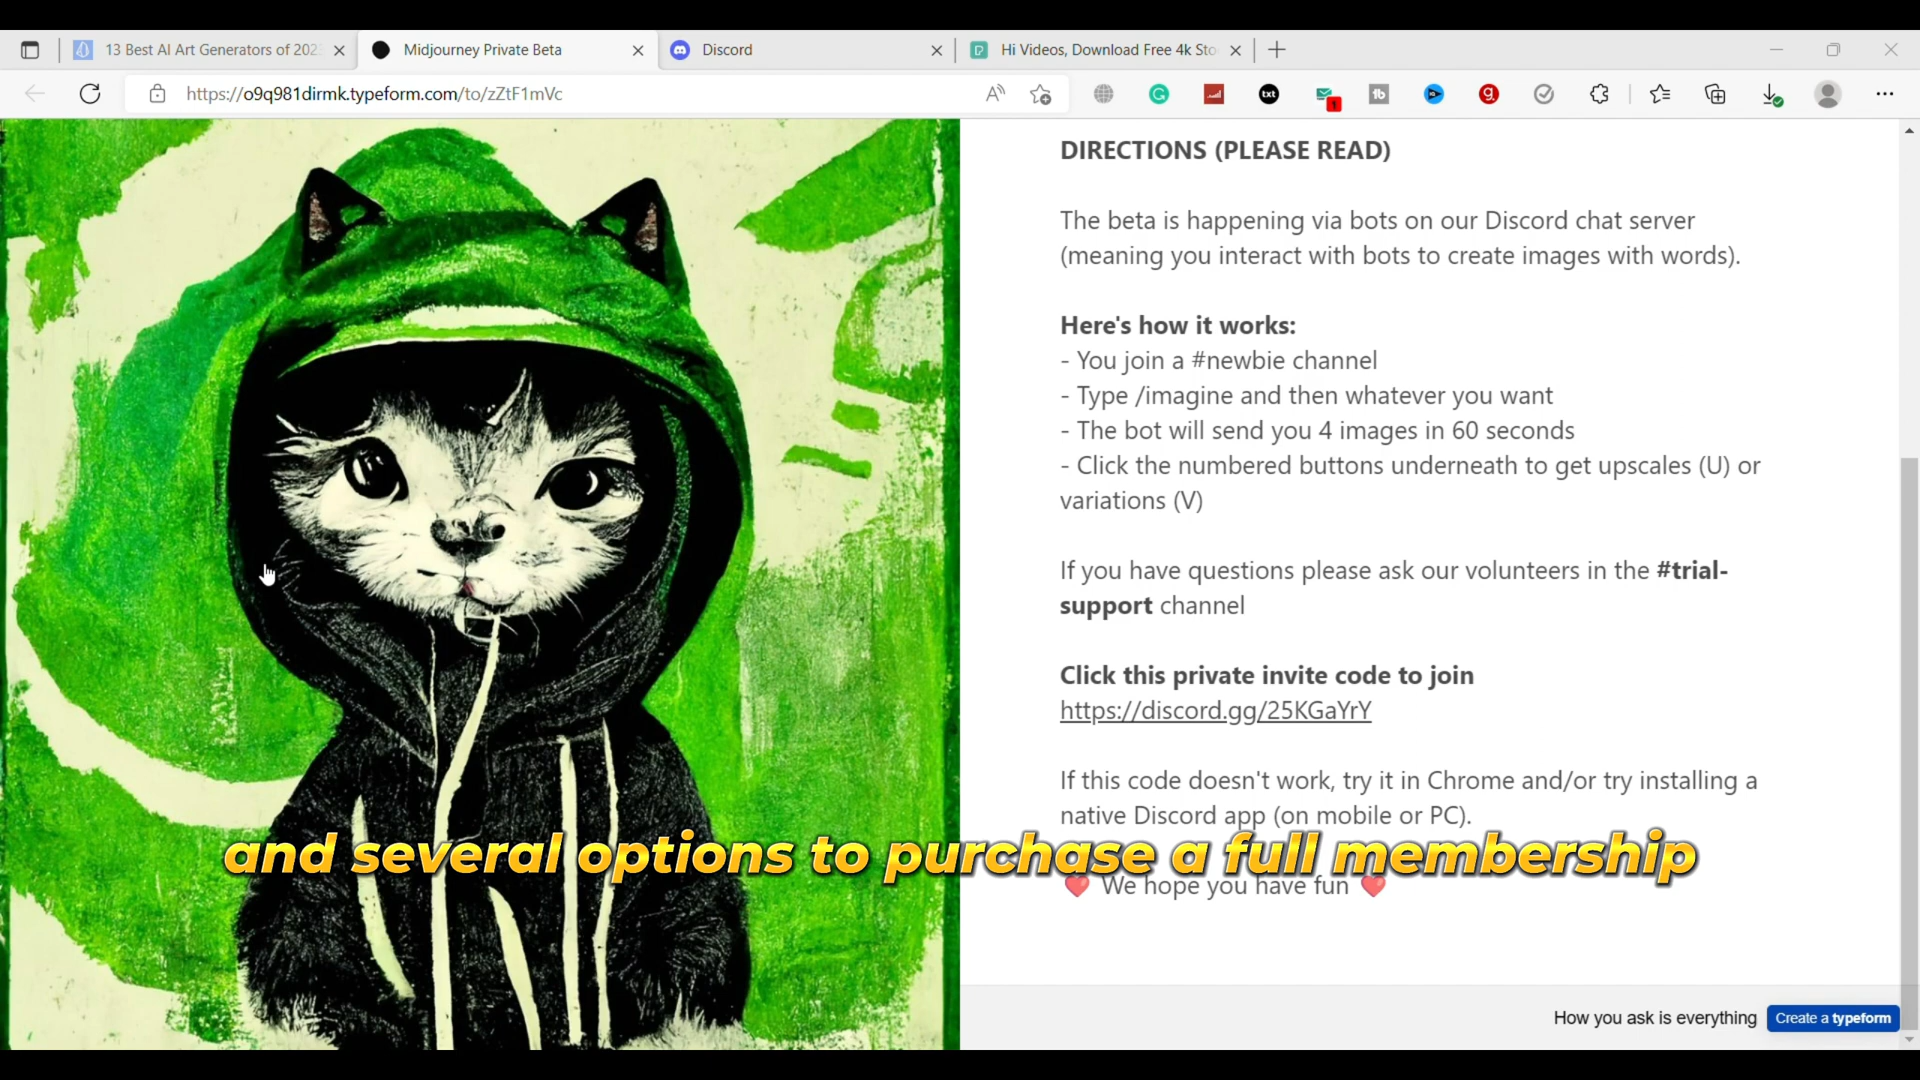 13 Best AI Art Generators of 202
Midjourney Private Beta
Discord
Hi Videos, Download Free 4k Sto
https://o9q981dirmk.typeform.com/to/zZtF1mVc
DIRECTIONS (PLEASE READ)
The beta is happening via bots on our Discord chat server
(meaning you interact with bots to create images with words).
Here's how it works:
- You join a #newbie channel
- Type /imagine and then whatever you want
- The bot will send you 4 images in 60 seconds
- Click the numbered buttons underneath to get upscales (U) or
variations (V)
If you have questions please ask our volunteers in the #trial-
support channel
Click this private invite code to join
https://discord.gg/25KGaYrY
If this code doesn't work, try it in Chrome and/or try installing a
native Discord app (on mobile or PC).
and several options to purchase a full membership
❤️ We hope you have fun ❤️
How you ask is everything
Create a typeform